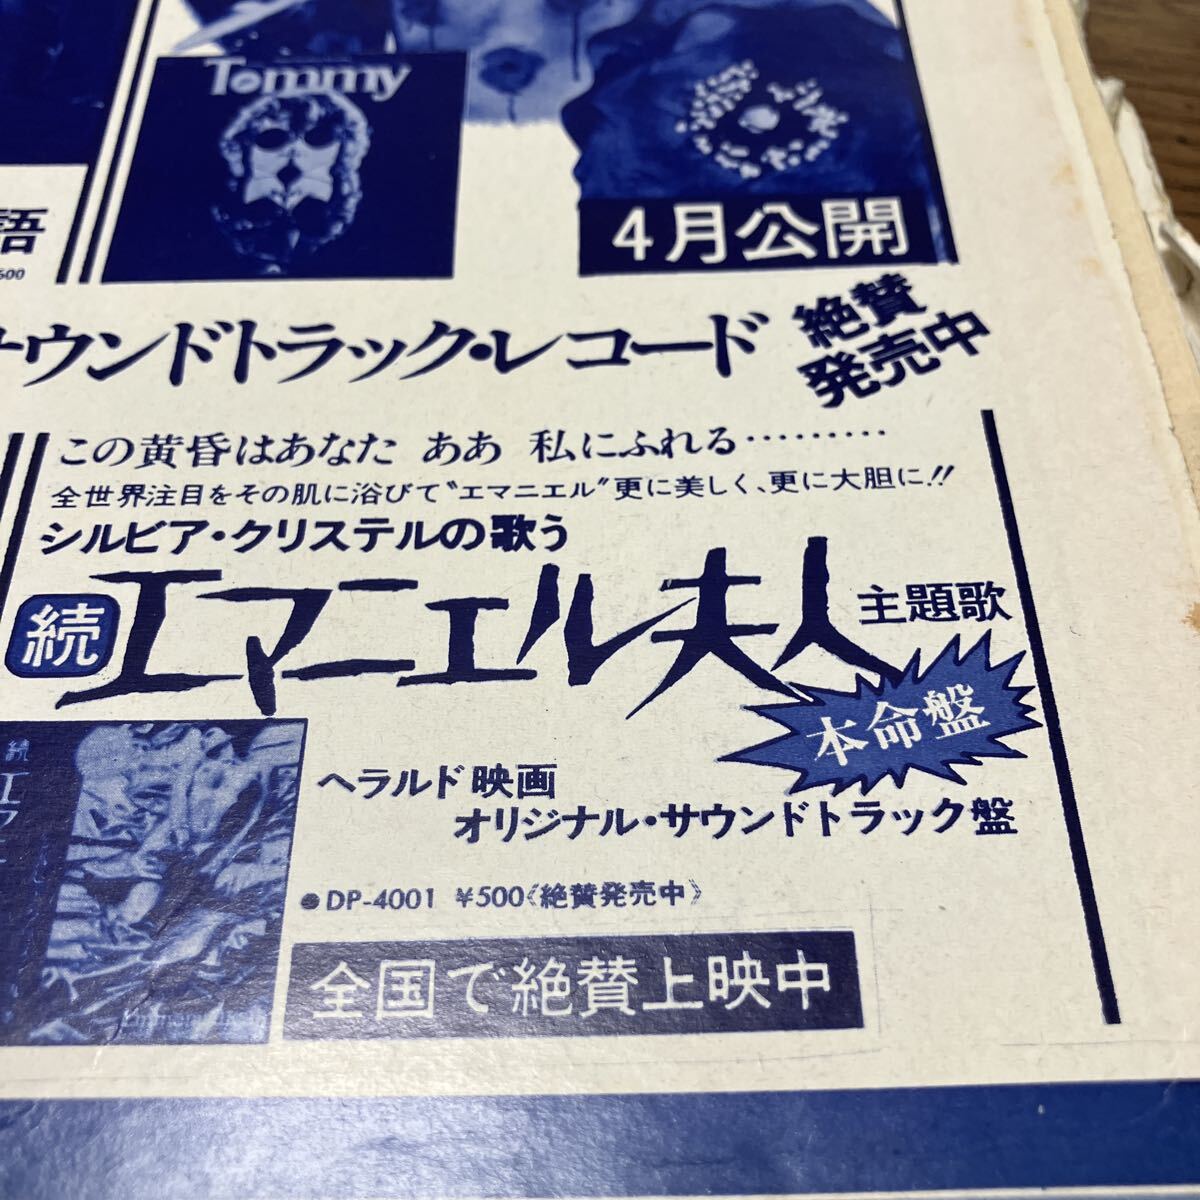 Tommy
語
500
4月公開
サウンドトラック・レコード
絶賛
発売中
この黄昏はあなた ああ 私にふれる………
全世界注目をその肌に浴びて“エマニエル”更に美しく、更に大胆に!!
シルビア・クリステルの歌う
続 エマニエル夫人 主題歌
本命盤
続
エマ
ヘラルド映画
オリジナル・サウンドトラック盤
●DP-4001 ¥500《絶賛発売中》
全国で絶賛上映中